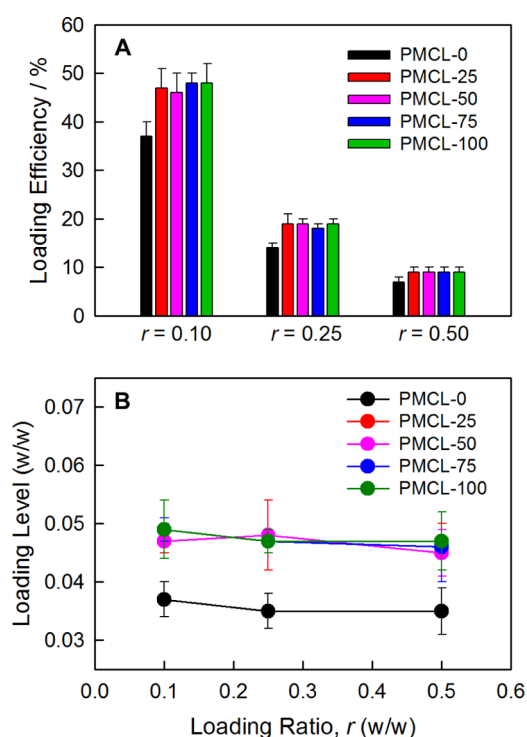 A
Loading Efficiency / %
60
50
40
30
20
10
0
PMCL-0
PMCL-25
PMCL-50
PMCL-75
PMCL-100
r = 0.10 r = 0.25 r = 0.50
B
Loading Level (w/w)
0.07
0.06
0.05
0.04
0.03
PMCL-0
PMCL-25
PMCL-50
PMCL-75
PMCL-100
0.0 0.1 0.2 0.3 0.4 0.5 0.6
Loading Ratio, r (w/w)